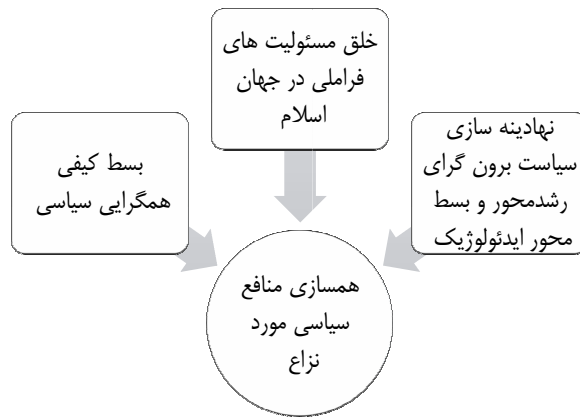 خلق مسئولیت های
فراملی در جهان
اسلام
نهادینه سازی
سیاست برون گرای
رشدمحور و بسط
محور ایدئولوژیک
بسط کیفی
همگرایی سیاسی
همسازی منافع
سیاسی مورد
نزاع